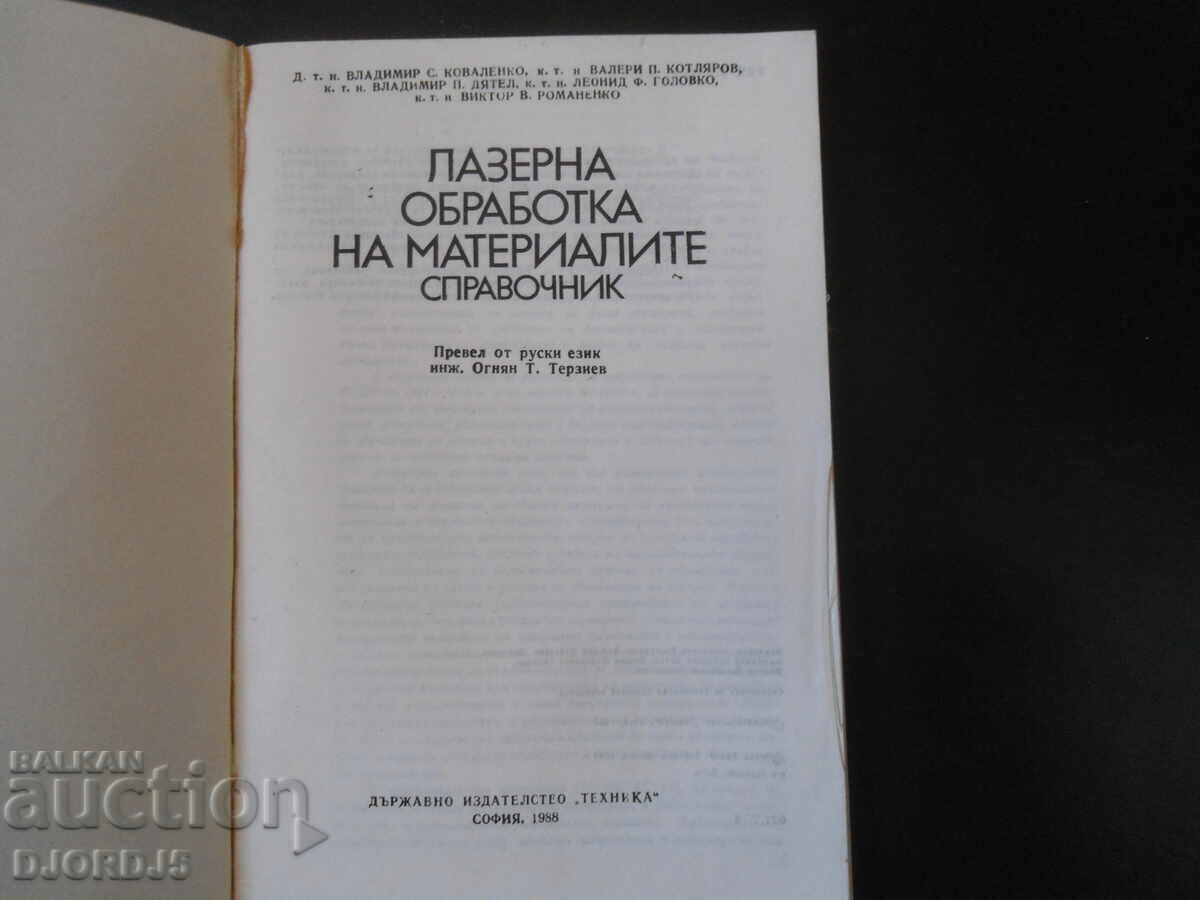 Д. т. н. ВЛАДИМИР С. КОВАЛЕНКО, к. т. н ВАЛЕРИ П. КОТЛЯРОВ,
к. т. н. ВЛАДИМИР П. ДЯТЕЛ, к. т. н. ЛЕОНИД Ф. ГОЛОВКО,
к. т. н ВИКТОР В. РОМАНЕНКО
ЛАЗЕРНА
ОБРАБОТКА
НА МАТЕРИАЛИТЕ
СПРАВОЧНИК
Превел от руски език
инж. Огнян Т. Терзиев
ДЪРЖАВНО ИЗДАТЕЛСТВО „ТЕХНИКА“
СОФИЯ, 1988
BALKAN
auction
DJORDJ5